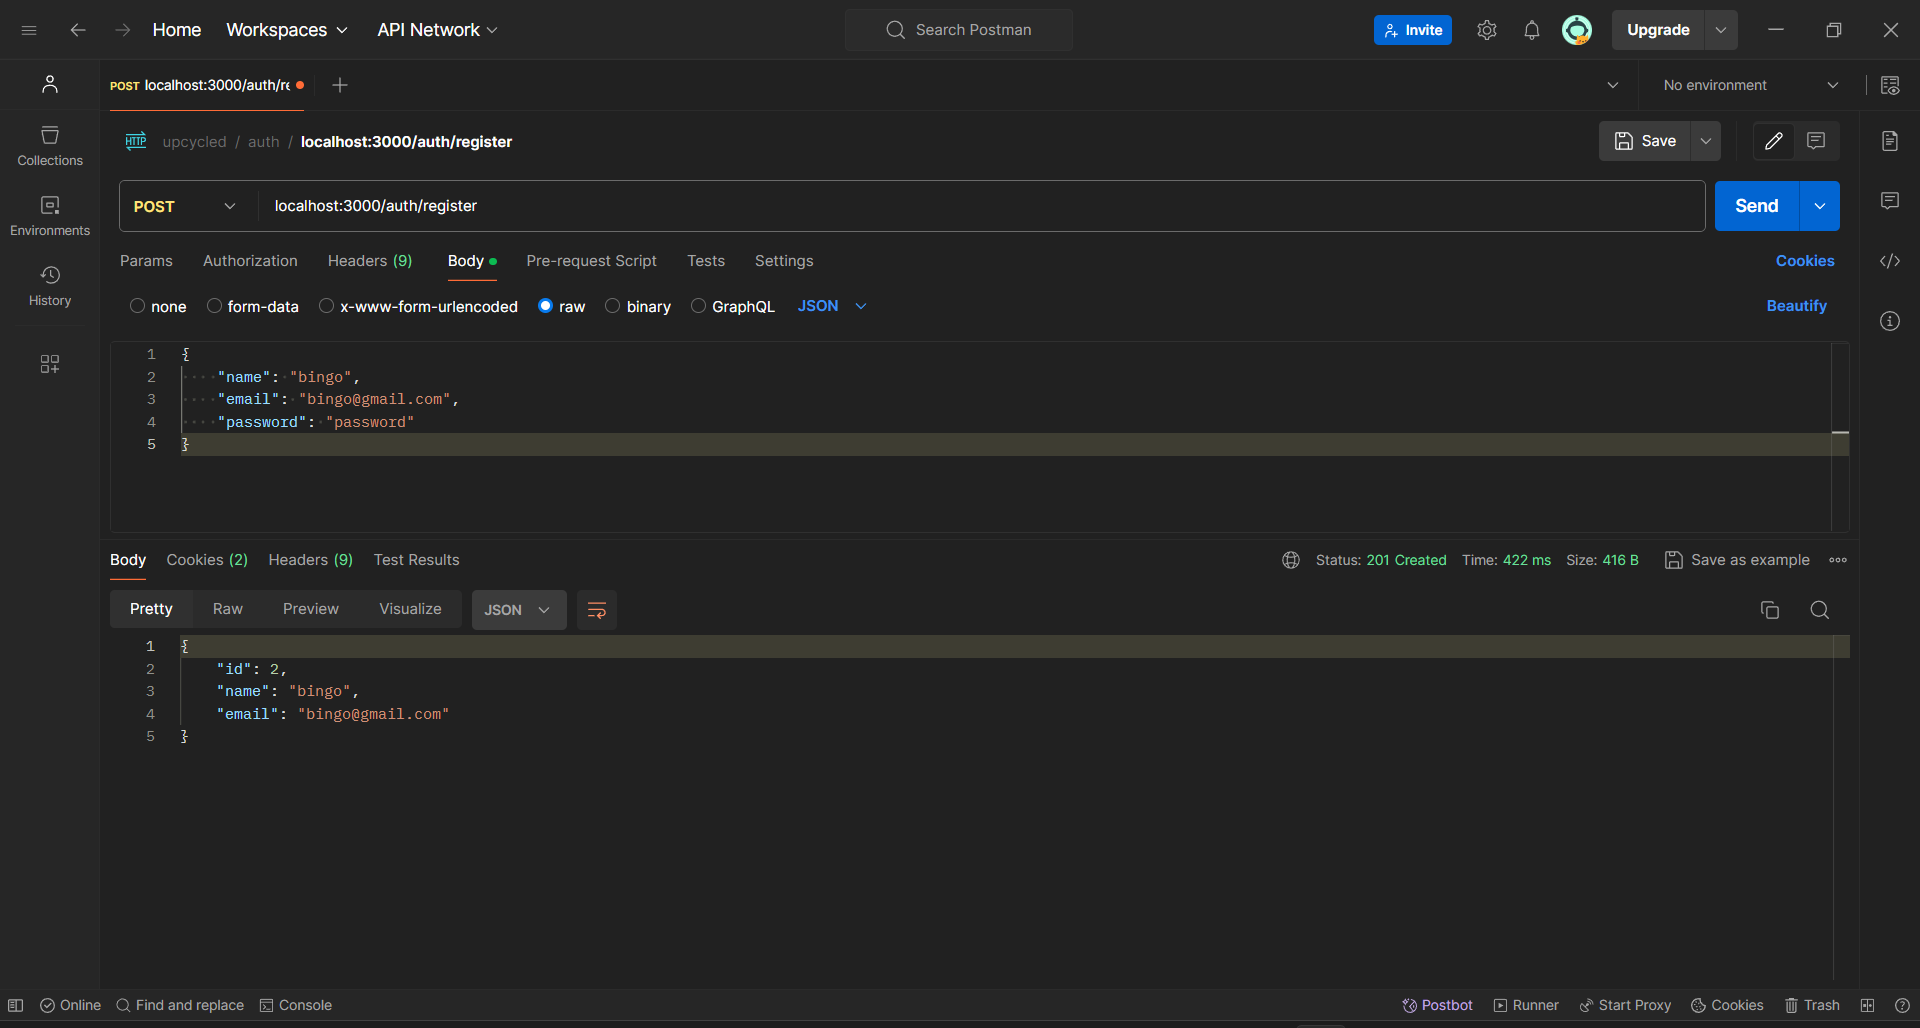 Home Workspaces API Network Search Postman Invite Upgrade
POST localhost:3000/auth/re No environment
HTTP upcycled / auth / localhost:3000/auth/register Save
Collections
Environments
History
POST localhost:3000/auth/register Send
Params Authorization Headers (9) Body Pre-request Script Tests Settings Cookies
none form-data x-www-form-urlencoded raw binary GraphQL JSON Beautify
1 {
2 "name": "bingo",
3 "email": "bingo@gmail.com",
4 "password": "password"
5 }
Body Cookies (2) Headers (9) Test Results Status: 201 Created Time: 422 ms Size: 416 B Save as example
Pretty Raw Preview Visualize JSON
1 {
2 "id": 2,
3 "name": "bingo",
4 "email": "bingo@gmail.com"
5 }
Online Find and replace Console Postbot Runner Start Proxy Cookies Trash